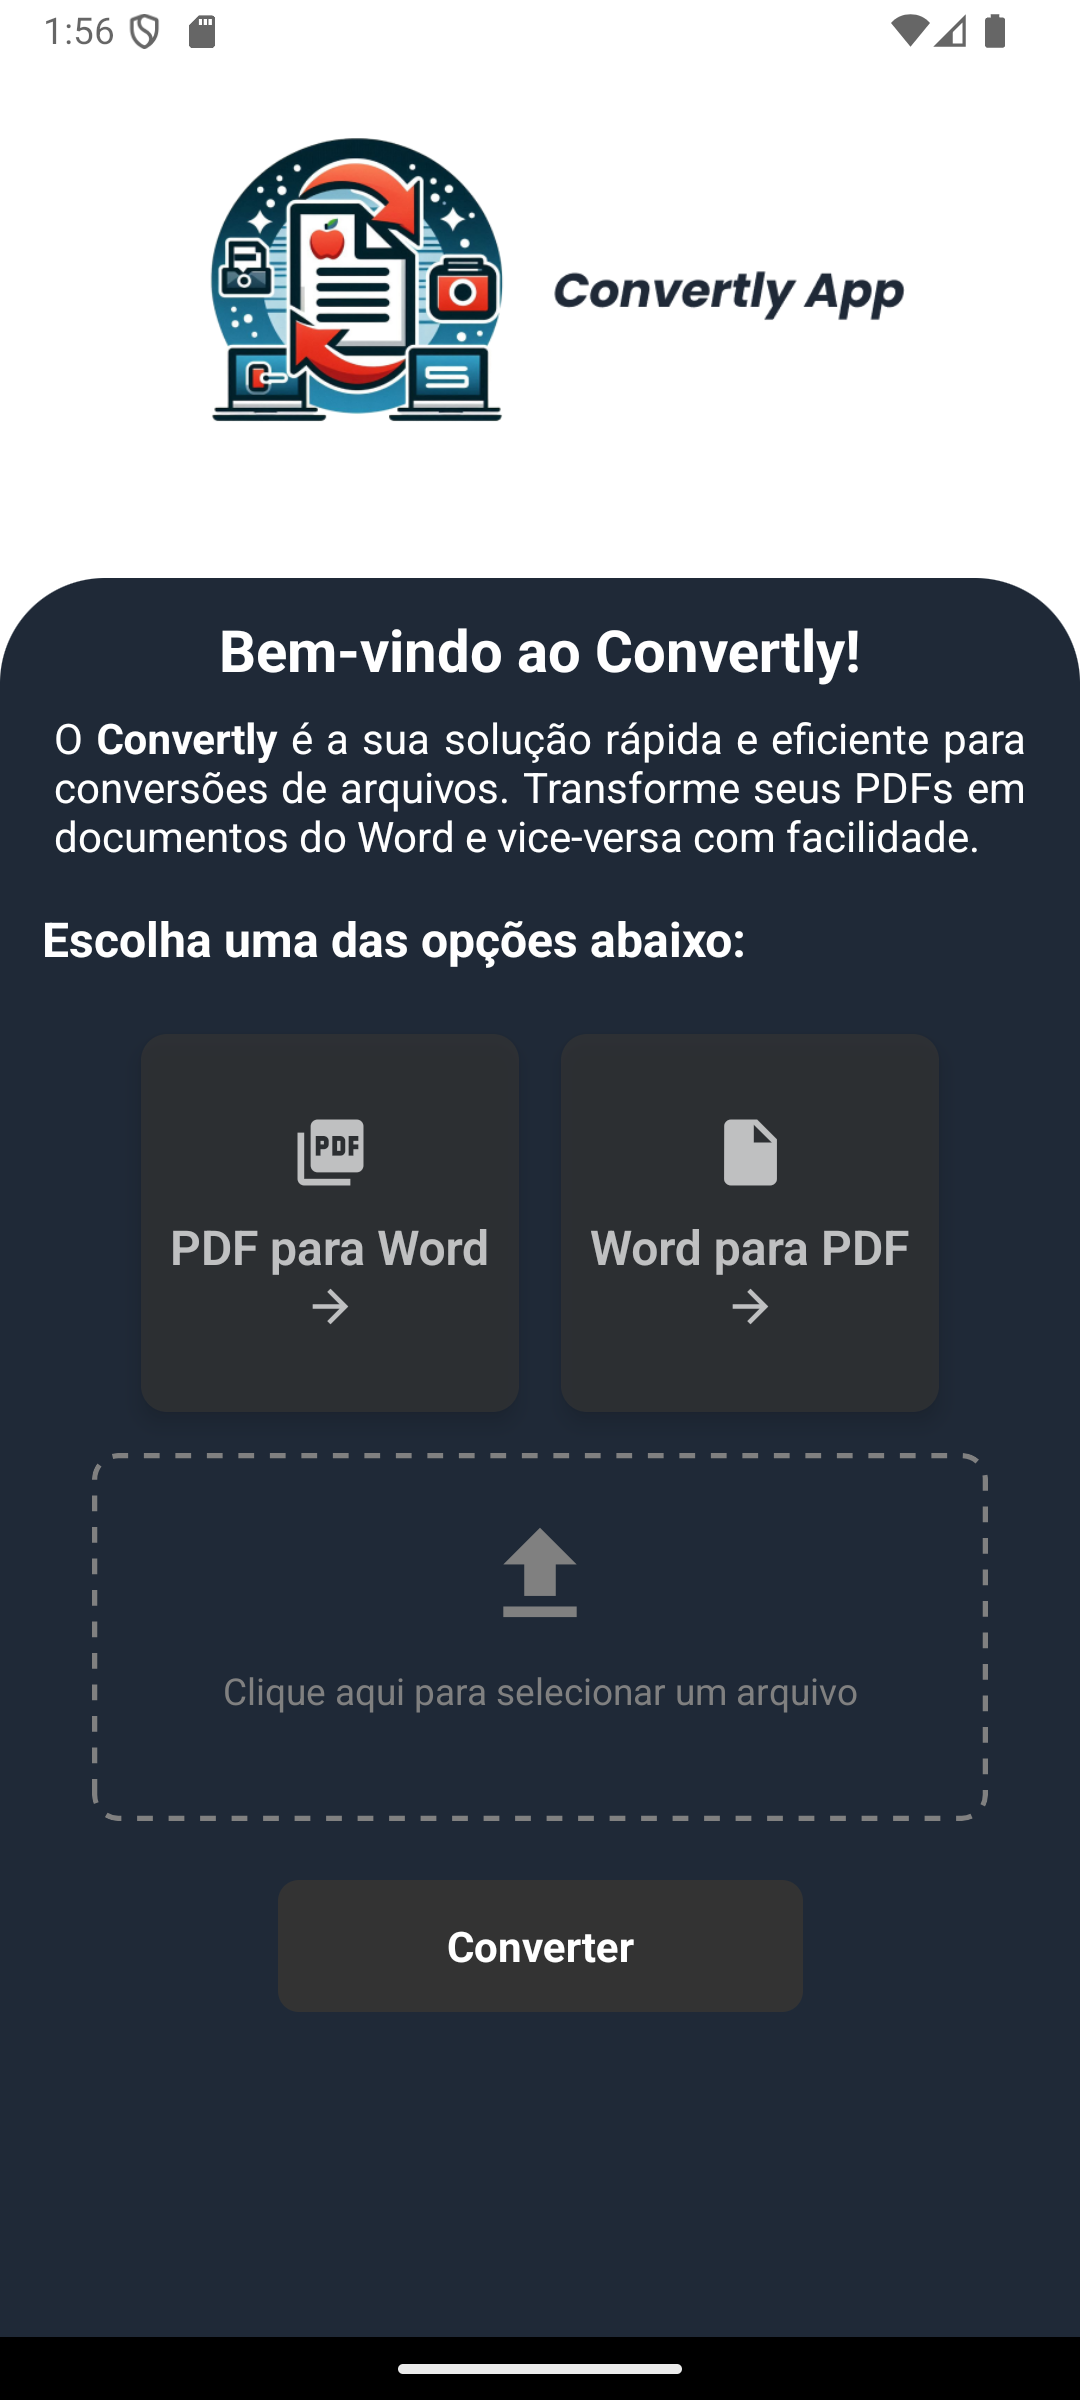 1:56
Convertly App
Bem-vindo ao Convertly!
O Convertly é a sua solução rápida e eficiente para
conversões de arquivos. Transforme seus PDFs em
documentos do Word e vice-versa com facilidade.
Escolha uma das opções abaixo:
PDF
PDF para Word
Word para PDF
Clique aqui para selecionar um arquivo
Converter